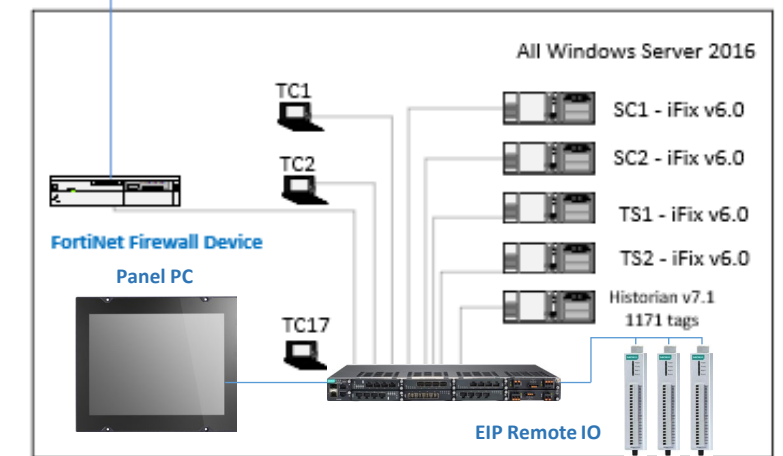 All Windows Server 2016
TC1
SC1 - iFix v6.0
TC2
SC2 - iFix v6.0
TS1 - iFix v6.0
FortiNet Firewall Device
TS2 - iFix v6.0
Panel PC
Historian v7.1
1171 tags
TC17
EIP Remote IO